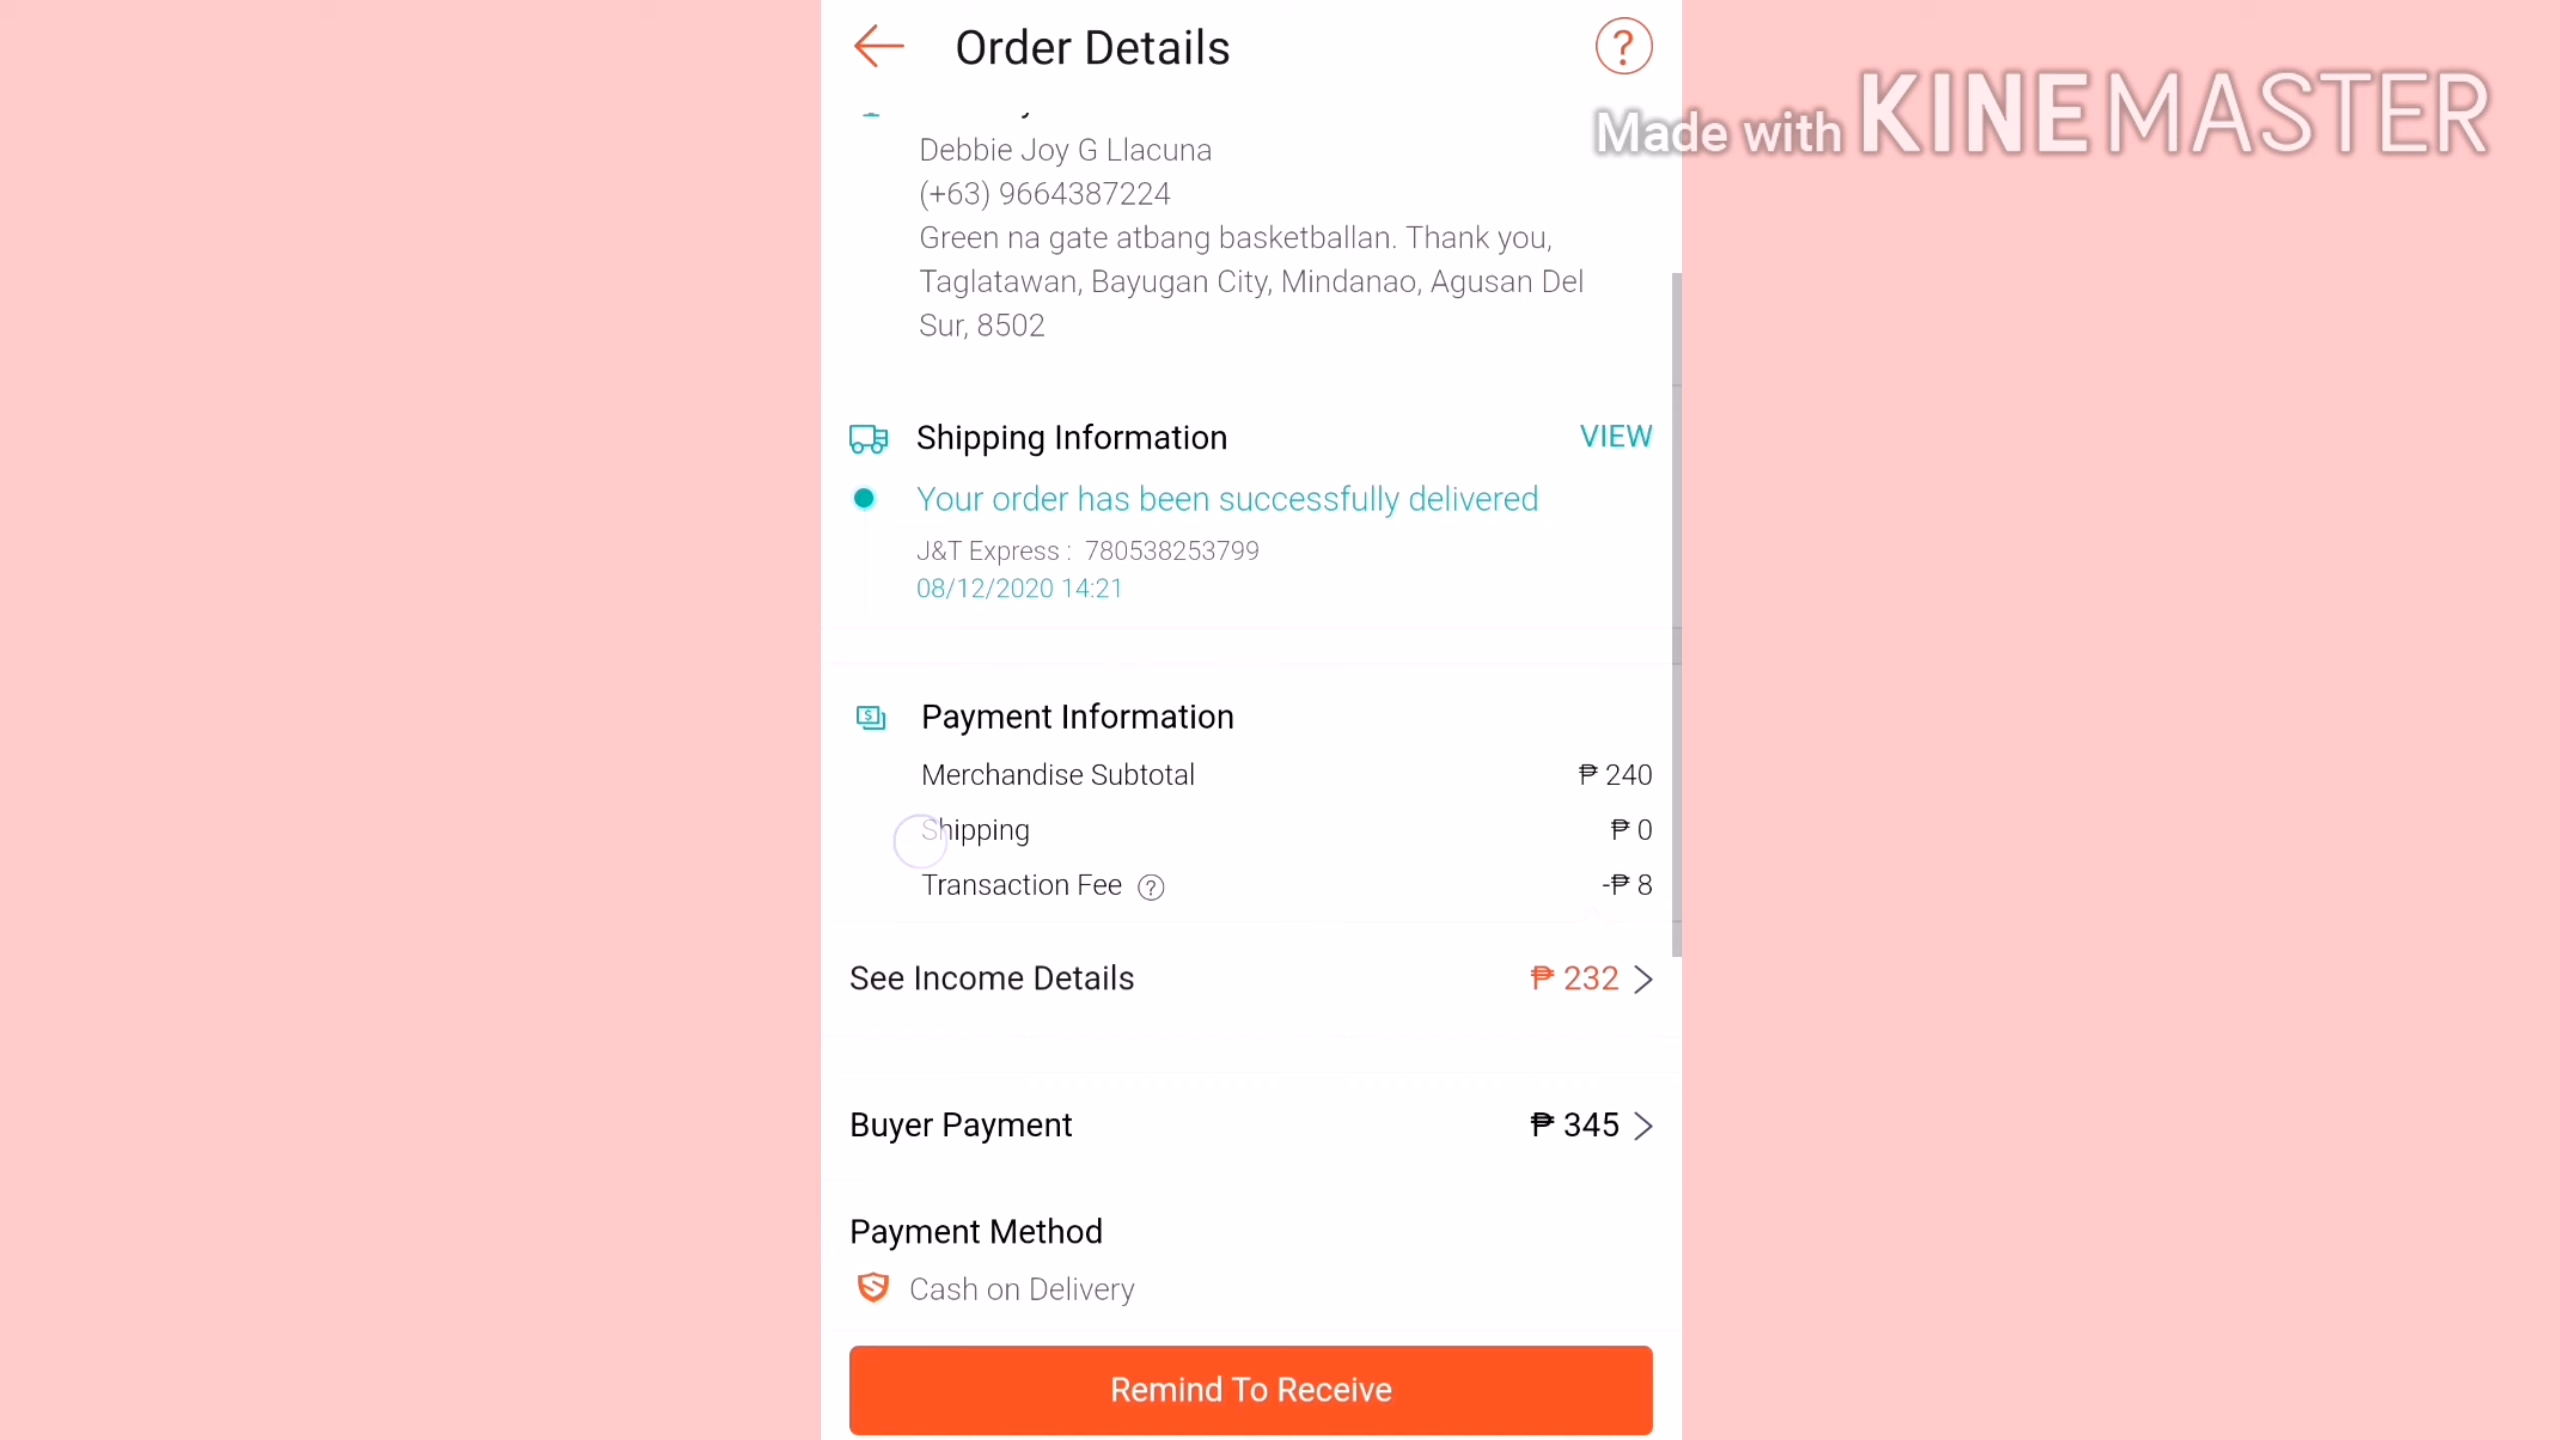 Order Details
Made with KINEMASTER
Debbie Joy G Llacuna
(+63) 9664387224
Green na gate atbang basketballan. Thank you,
Taglatawan, Bayugan City, Mindanao, Agusan Del
Sur, 8502
Shipping Information VIEW
Your order has been successfully delivered
J&T Express : 780538253799
08/12/2020 14:21
Payment Information
Merchandise Subtotal ₱ 240
Shipping ₱ 0
Transaction Fee ? -₱ 8
See Income Details ₱ 232
Buyer Payment ₱ 345
Payment Method
Cash on Delivery
Remind To Receive